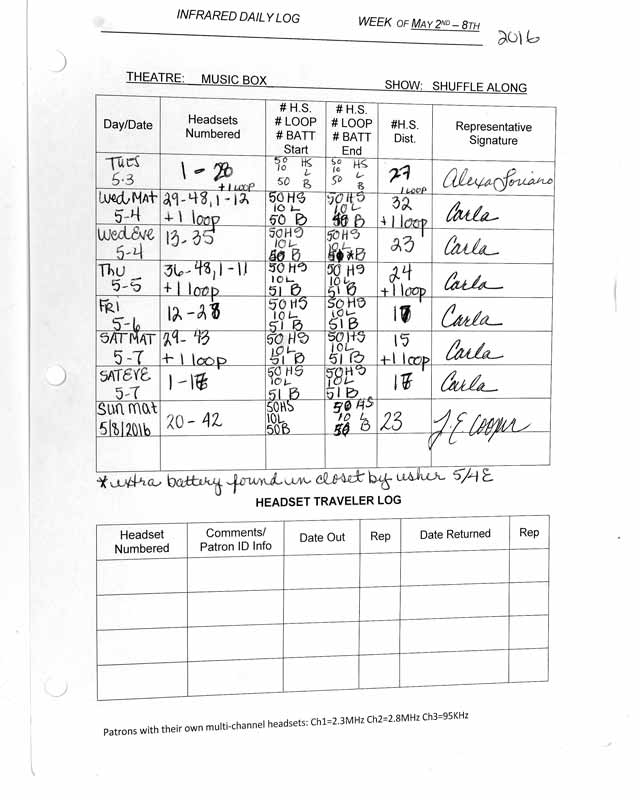 INFRARED DAILY LOG WEEK OF MAY 2ND – 8TH
2016
THEATRE: MUSIC BOX SHOW: SHUFFLE ALONG
Day/Date Headsets Numbered # H.S. # LOOP # BATT Start # H.S. # LOOP # BATT End #H.S. Dist. Representative Signature
Tues 5-3 1 - 28 +1 LOOP 50 HS 10 L 50 B 50 HS 10 L 50 B 27 1 LOOP Alexa Soriano
Wed Mat 5-4 29-48, 1-12 +1 loop 50 HS 10 L 50 B 50 HS 10 L 50 B 32 +1 loop Carla
Wed Eve 5-4 13-35 50 HS 10 L 50 B 50 HS 10 L *B 23 Carla
Thu 5-5 36-48, 1-11 +1 loop 50 HS 10 L 51 B 50 HS 10 L 51 B 24 +1 loop Carla
FRI 5-6 12-28 50 HS 10 L 51 B 50 HS 10 L 51 B 17 Carla
SAT MAT 5-7 29-43 +1 loop 50 HS 10 L 51 B 50 HS 10 L 51 B 15 +1 loop Carla
SAT EVE 5-7 1-17 50 HS 10 L 51 B 50 HS 10 L 51 B 17 Carla
Sun mat 5/8/2016 20-42 50HS 10L 50B 50 HS 10 L 50 B 23 J. E. Cooper
*extra battery found in closet by usher 5/4E
HEADSET TRAVELER LOG
Headset Numbered Comments/ Patron ID Info Date Out Rep Date Returned Rep
Patrons with their own multi-channel headsets: Ch1=2.3MHz Ch2=2.8MHz Ch3=95KHz